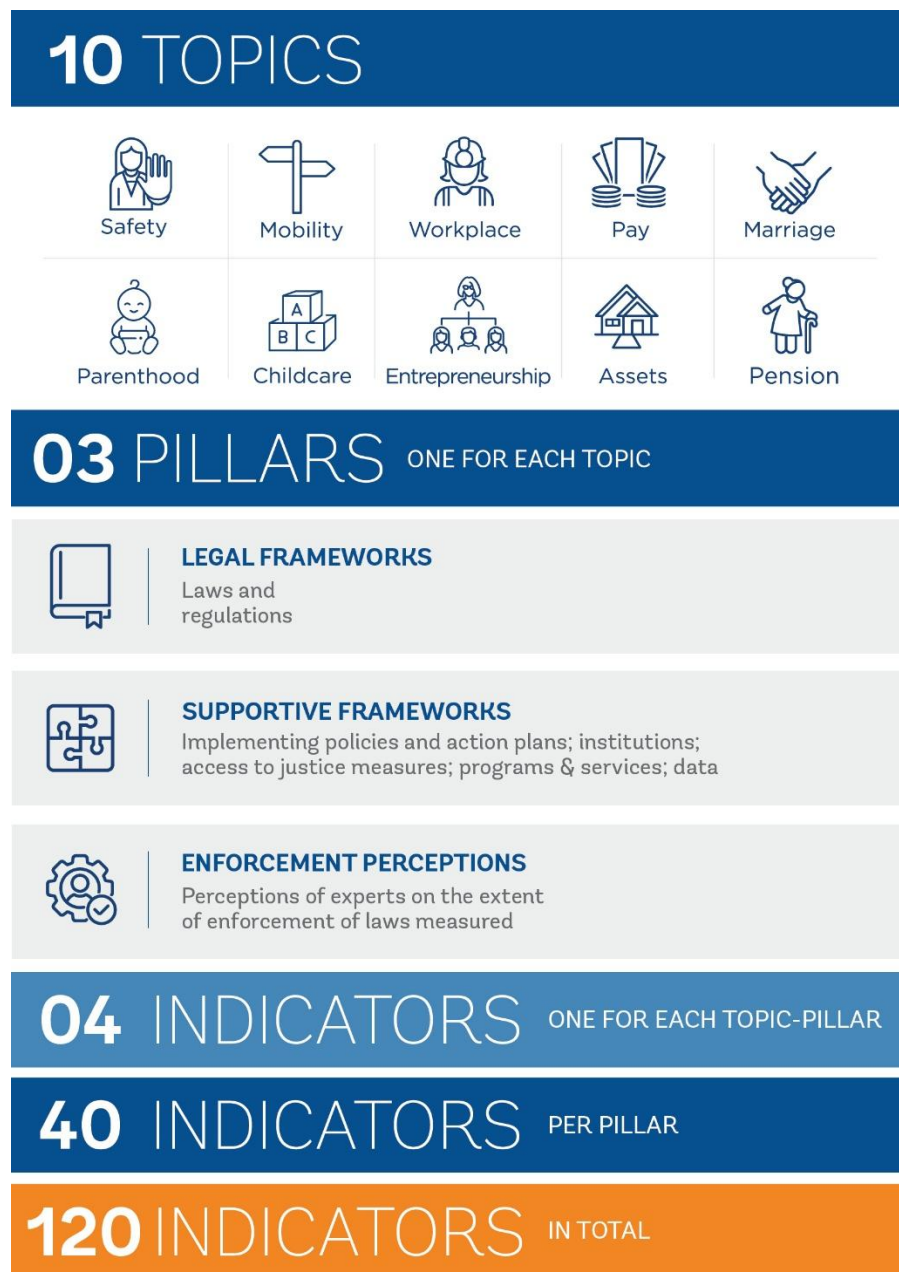 10 TOPICS
Safety
Mobility
Workplace
Pay
Marriage
Parenthood
A
B C
Childcare
Entrepreneurship
Assets
Pension
03 PILLARS ONE FOR EACH TOPIC
LEGAL FRAMEWORKS
Laws and
regulations
SUPPORTIVE FRAMEWORKS
Implementing policies and action plans; institutions;
access to justice measures; programs & services; data
ENFORCEMENT PERCEPTIONS
Perceptions of experts on the extent
of enforcement of laws measured
04 INDICATORS ONE FOR EACH TOPIC-PILLAR
40 INDICATORS PER PILLAR
120 INDICATORS IN TOTAL